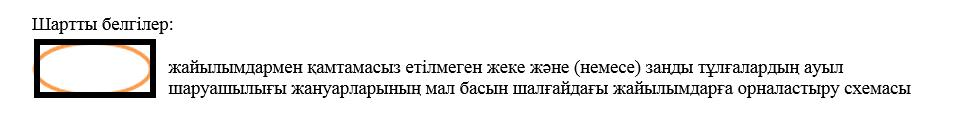 Шартты белгілер:
жайылымдармен қамтамасыз етілмеген жеке және (немесе) заңды тұлғалардың ауыл
шаруашылығы жануарларының мал басын шалғайдағы жайылымдарға орналастыру схемасы